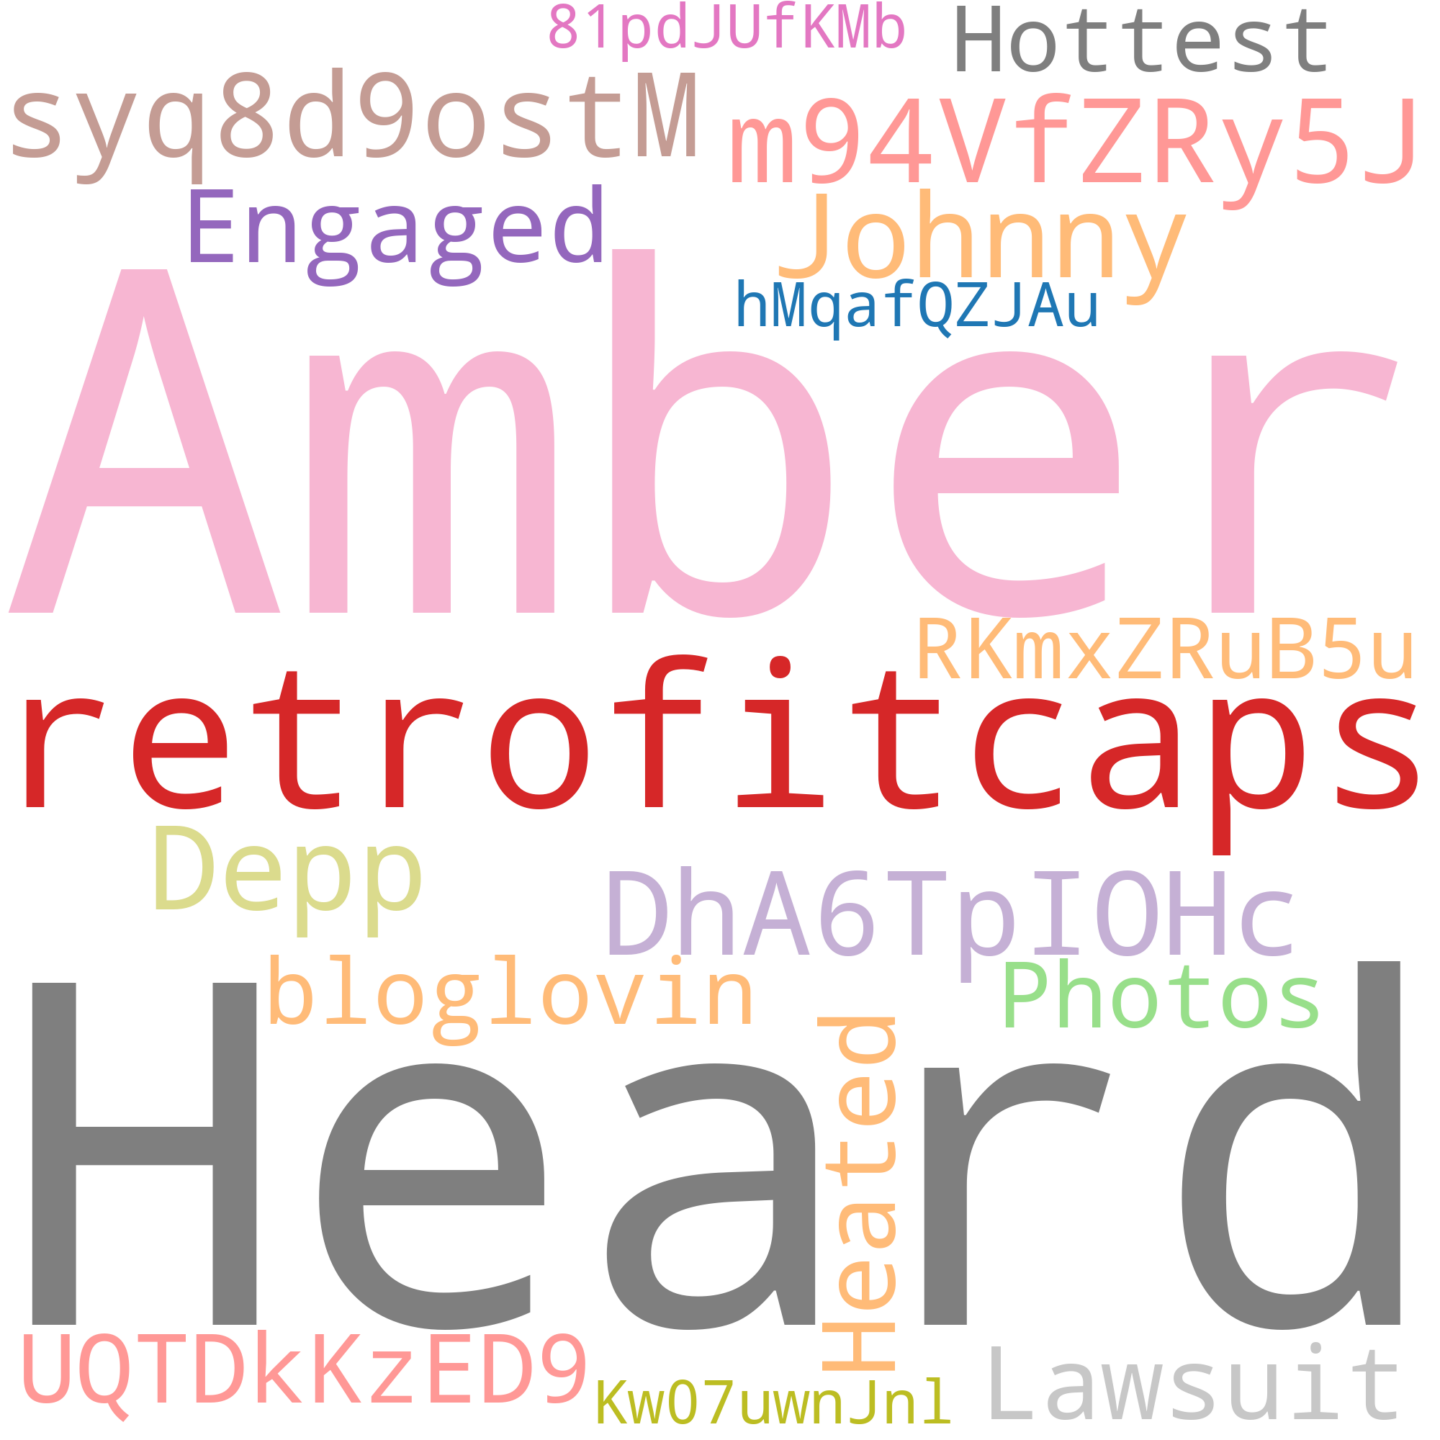 81pdJUfKMb
Hottest
syq8d9ostM
m94VfZRy5J
Engaged
Johnny
hMqafQZJAu
Amber
RKmxZRuB5u
retrofitcaps
Depp
DhA6TpIOHc
bloglovin
Photos
Heard
Heated
UQTDkKzED9
Kw07uwnJnl
Lawsuit